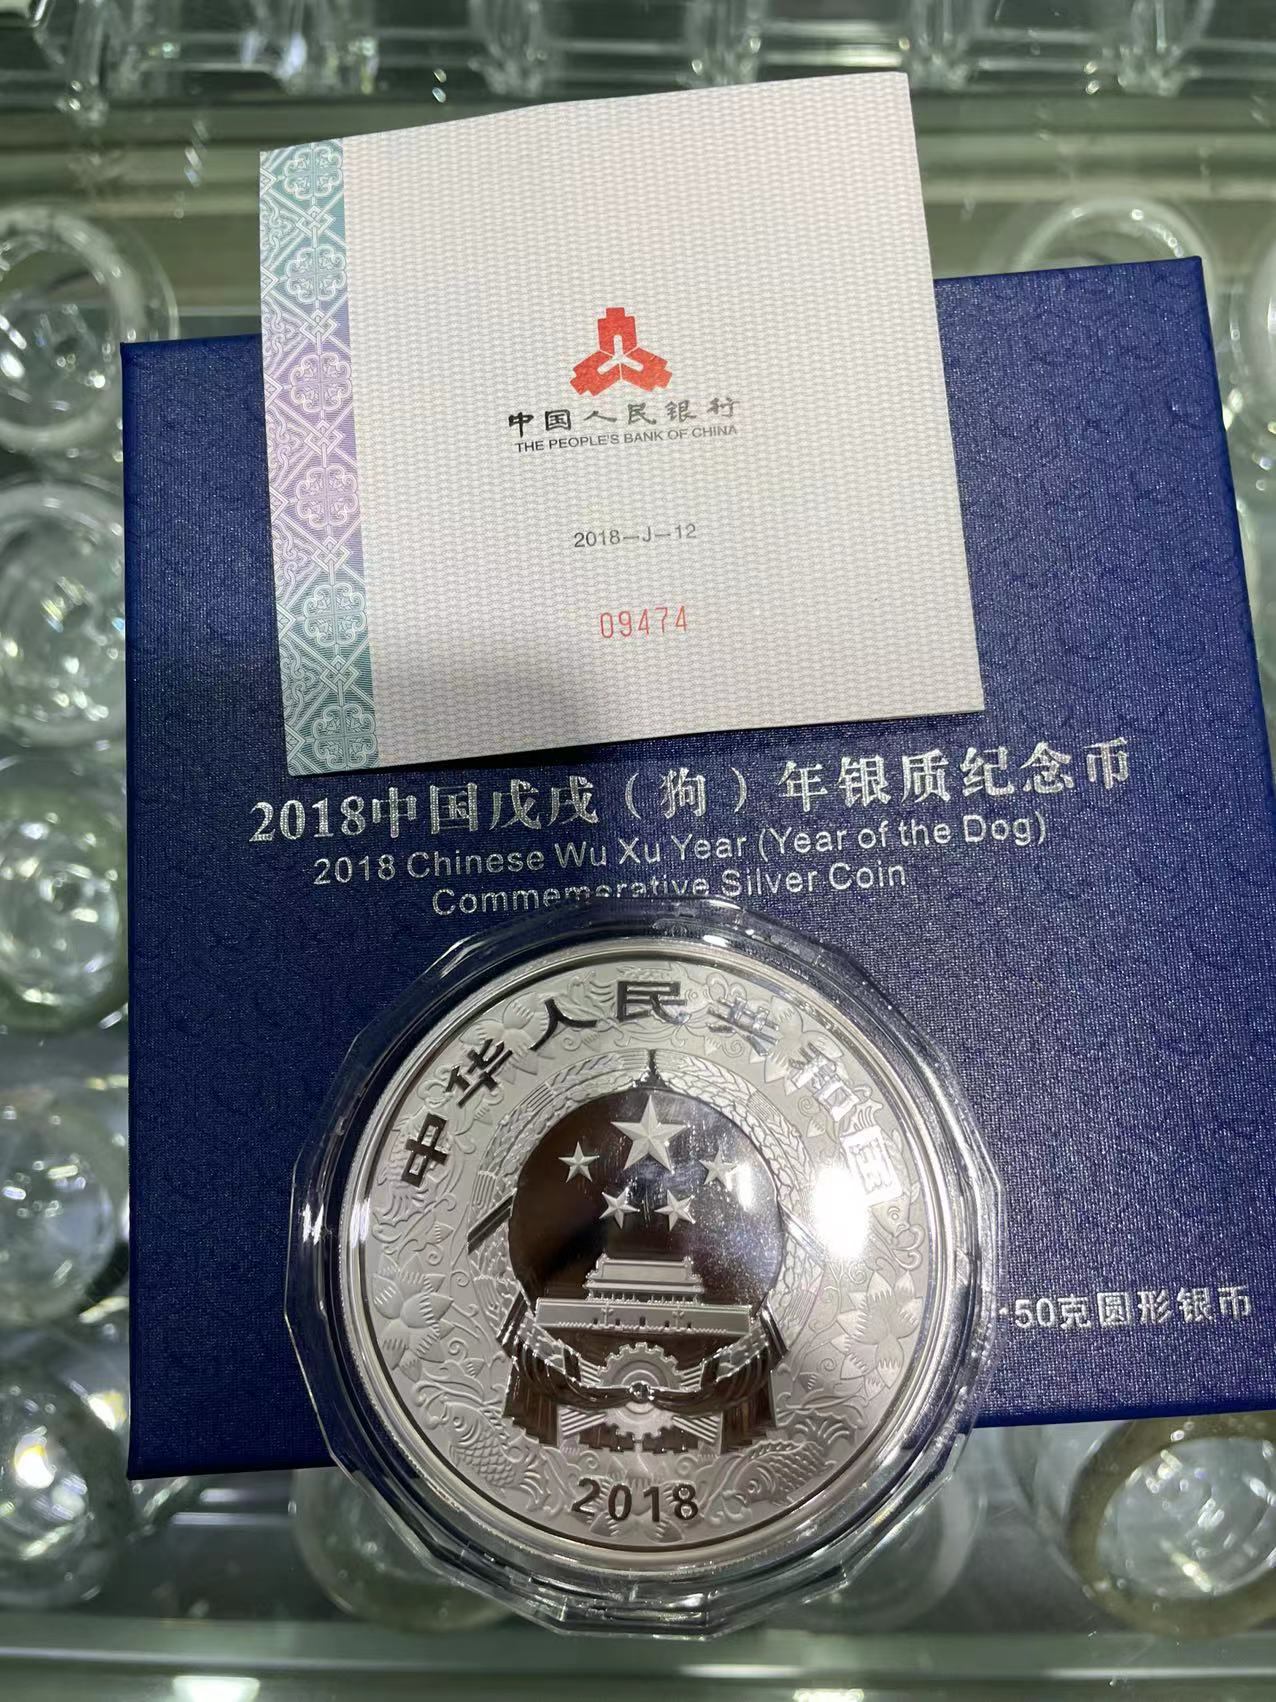 中国人民银行
THE PEOPLE'S BANK OF CHINA
2018—J—12
09474
2018中国戊戌（狗）年银质纪念币
2018 Chinese Wu Xu Year (Year of the Dog)
Commemorative Silver Coin
中华人民共和国
2018
·50克圆形银币